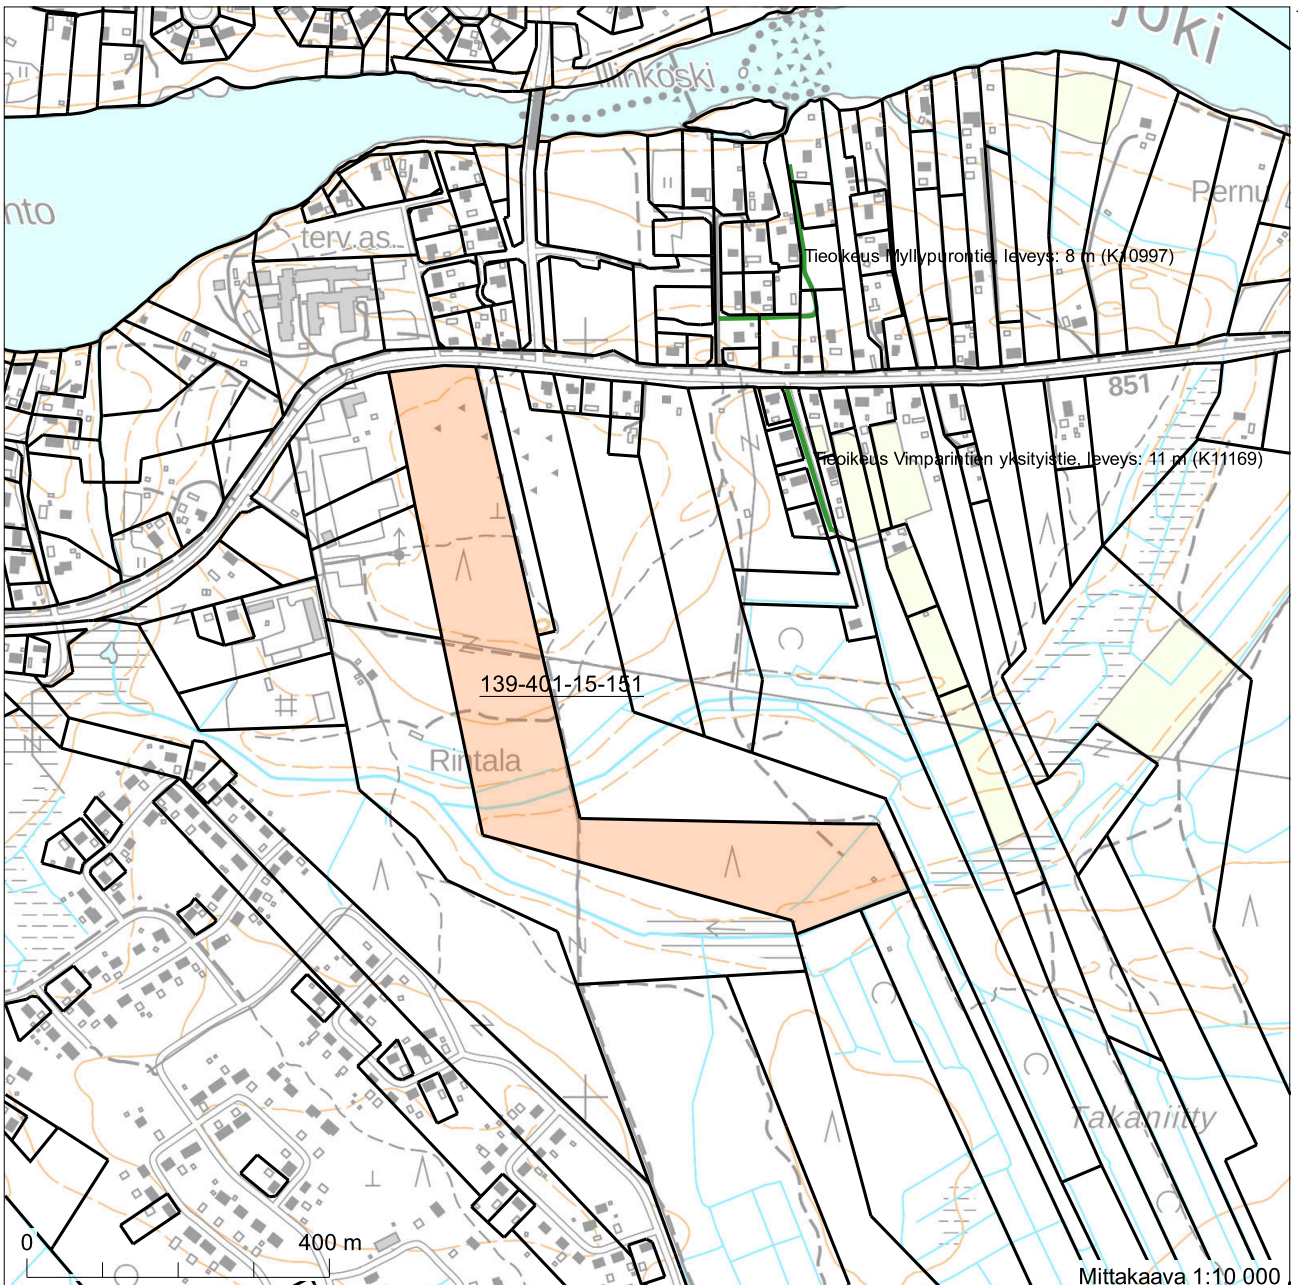 joki
Illinkoski
Pernu
nto
terv.as.
Tieoikeus Myllypurontie, leveys: 8 m (K10997)
851
Tieoikeus Vimparintien yksityistie, leveys: 11 m (K11169)
139-401-15-151
Rintala
Takaniitty
0 400 m
Mittakaava 1:10 000